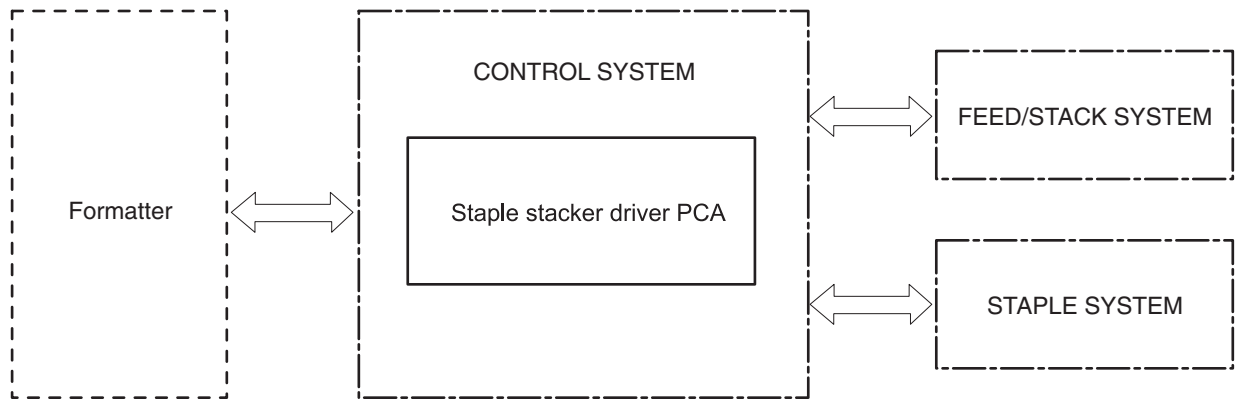 CONTROL SYSTEM
FEED/STACK SYSTEM
Formatter
Staple stacker driver PCA
STAPLE SYSTEM